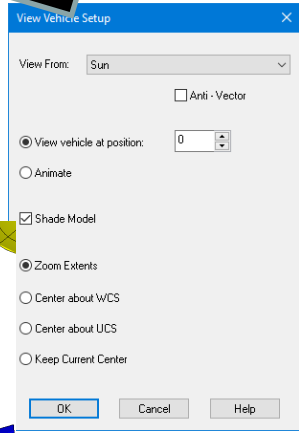 View Vehicle Setup
View From: Sun
Anti - Vector
View vehicle at position: 0
Animate
Shade Model
Zoom Extents
Center about WCS
Center about UCS
Keep Current Center
OK Cancel Help